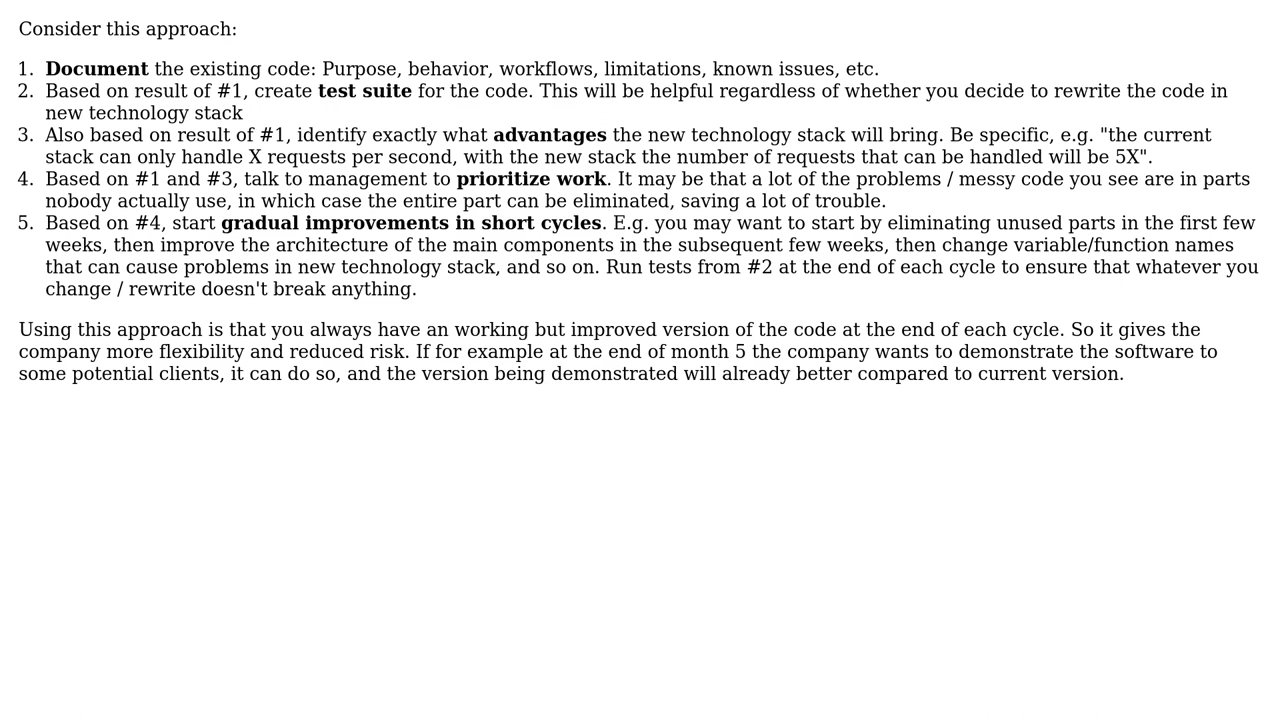 Consider this approach:
1. Document the existing code: Purpose, behavior, workflows, limitations, known issues, etc.
2. Based on result of #1, create test suite for the code. This will be helpful regardless of whether you decide to rewrite the code in
new technology stack
3. Also based on result of #1, identify exactly what advantages the new technology stack will bring. Be specific, e.g. "the current
stack can only handle X requests per second, with the new stack the number of requests that can be handled will be 5X".
4. Based on #1 and #3, talk to management to prioritize work. It may be that a lot of the problems / messy code you see are in parts
nobody actually use, in which case the entire part can be eliminated, saving a lot of trouble.
5. Based on #4, start gradual improvements in short cycles. E.g. you may want to start by eliminating unused parts in the first few
weeks, then improve the architecture of the main components in the subsequent few weeks, then change variable/function names
that can cause problems in new technology stack, and so on. Run tests from #2 at the end of each cycle to ensure that whatever you
change / rewrite doesn't break anything.
Using this approach is that you always have an working but improved version of the code at the end of each cycle. So it gives the
company more flexibility and reduced risk. If for example at the end of month 5 the company wants to demonstrate the software to
some potential clients, it can do so, and the version being demonstrated will already better compared to current version.